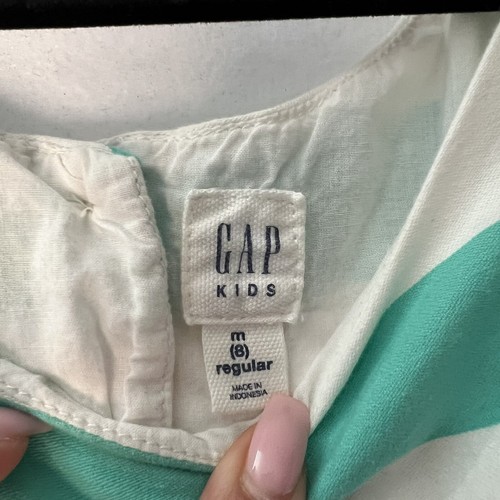 GAP
KIDS
m
(8)
regular
MADE IN
INDONESIA